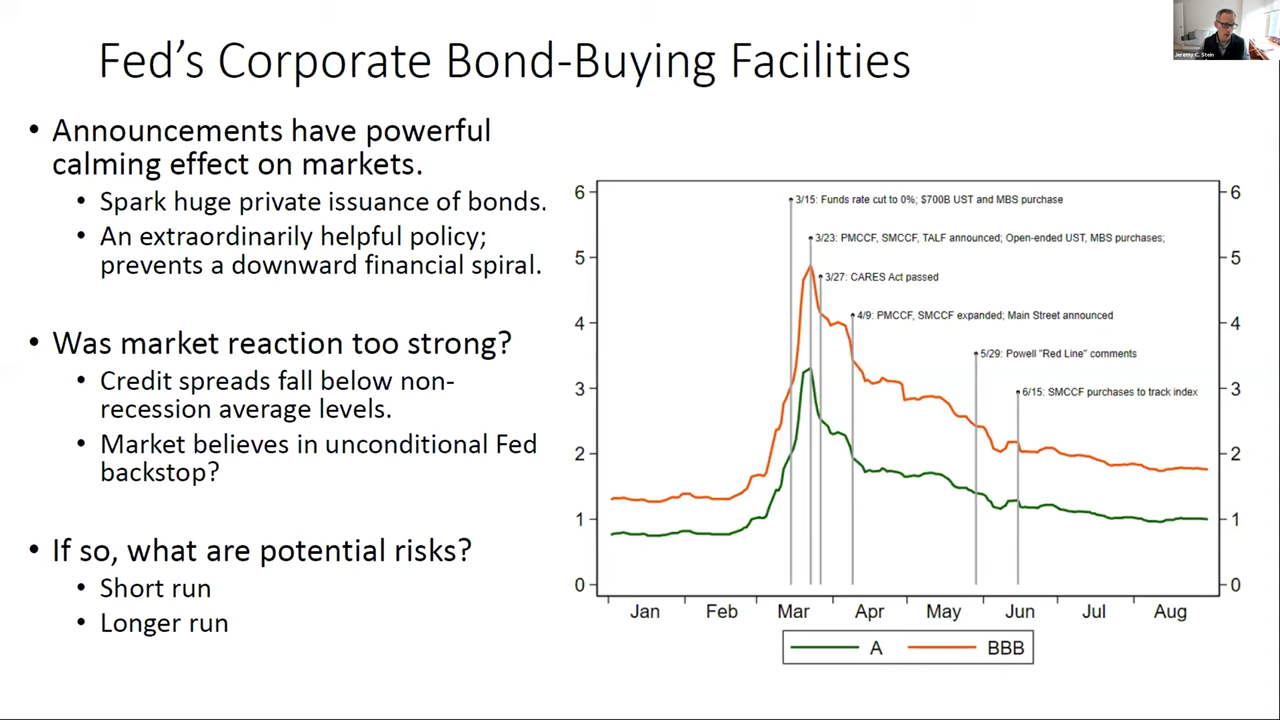 Fed's Corporate Bond-Buying Facilities
Jeremy C. Stein
• Announcements have powerful
calming effect on markets.
• Spark huge private issuance of bonds.
• An extraordinarily helpful policy;
prevents a downward financial spiral.
• Was market reaction too strong?
• Credit spreads fall below non-
recession average levels.
• Market believes in unconditional Fed
backstop?
• If so, what are potential risks?
• Short run
• Longer run
6 6
3/15: Funds rate cut to 0%; $700B UST and MBS purchase
3/23: PMCCF, SMCCF, TALF announced; Open-ended UST, MBS purchases;
5 5
3/27: CARES Act passed
4/9: PMCCF, SMCCF expanded; Main Street announced
4 4
5/29: Powell "Red Line" comments
6/15: SMCCF purchases to track index
3 3
2 2
1 1
0 0
Jan Feb Mar Apr May Jun Jul Aug
A BBB